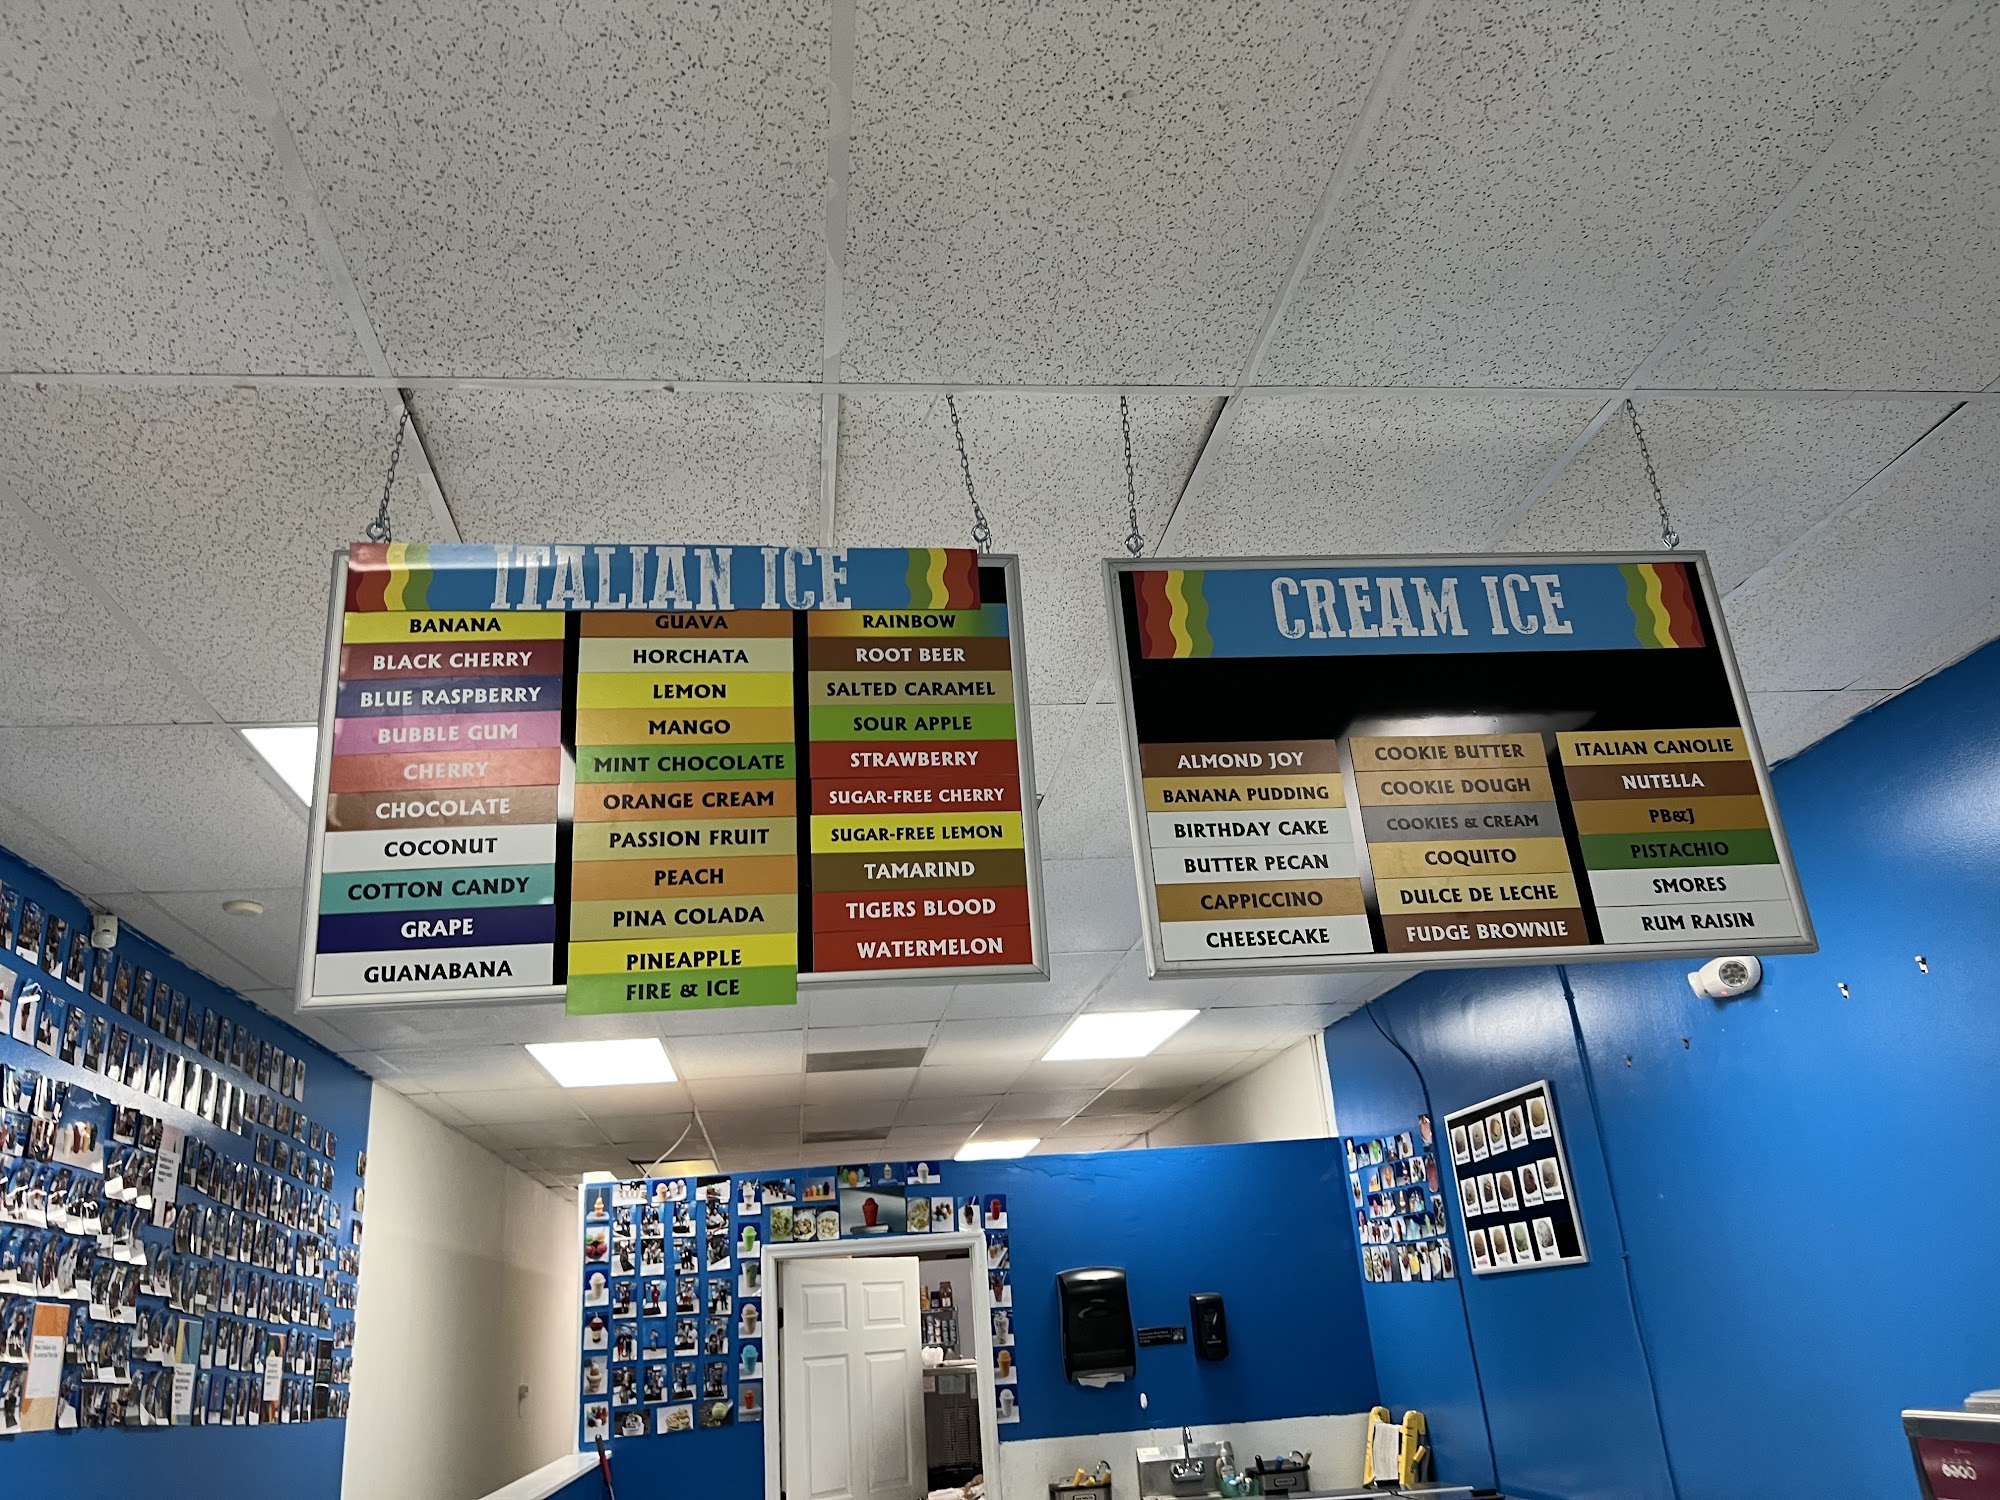 ITALIAN ICE
BANANA
BLACK CHERRY
BLUE RASPBERRY
BUBBLE GUM
CHERRY
CHOCOLATE
COCONUT
COTTON CANDY
GRAPE
GUANABANA
GUAVA
HORCHATA
LEMON
MANGO
MINT CHOCOLATE
ORANGE CREAM
PASSION FRUIT
PEACH
PINA COLADA
PINEAPPLE
FIRE & ICE
RAINBOW
ROOT BEER
SALTED CARAMEL
SOUR APPLE
STRAWBERRY
SUGAR-FREE CHERRY
SUGAR-FREE LEMON
TAMARIND
TIGERS BLOOD
WATERMELON
CREAM ICE
ALMOND JOY
BANANA PUDDING
BIRTHDAY CAKE
BUTTER PECAN
CAPPICCINO
CHEESECAKE
COOKIE BUTTER
COOKIE DOUGH
COOKIES & CREAM
COQUITO
DULCE DE LECHE
FUDGE BROWNIE
ITALIAN CANOLIE
NUTELLA
PB&J
PISTACHIO
SMORES
RUM RAISIN